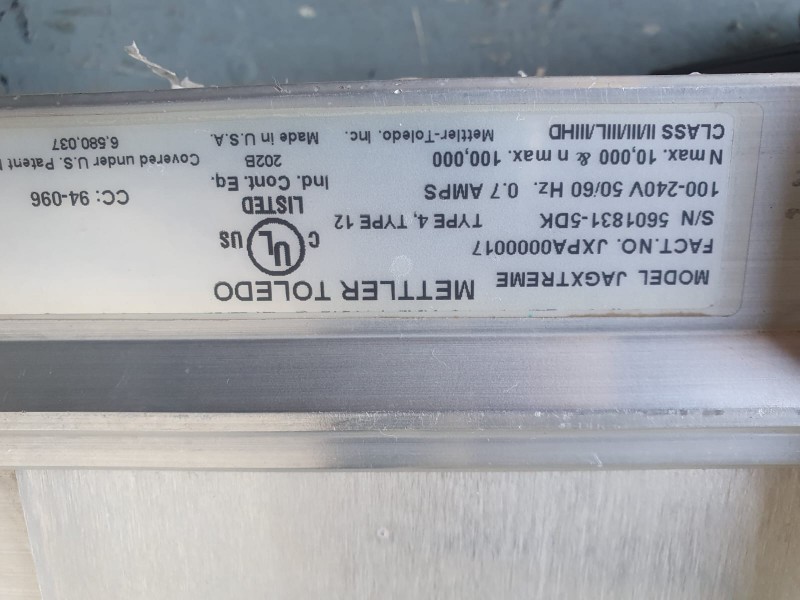 MODEL JAGXTREME
FACT.NO. JXPA0000017
S/N 5601831-5DK
TYPE 4, TYPE 12
100-240V 50/60 Hz. 0.7 AMPS
N max. 10,000 & n max. 100,000
CLASS II/III/IIIL/IIIHD
Mettler-Toledo, Inc.
METTLER TOLEDO
C UL US
LISTED
Ind. Cont. Eq.
202B
Made in U.S.A.
CC: 94-096
Covered under U.S. Patent
6,680,037